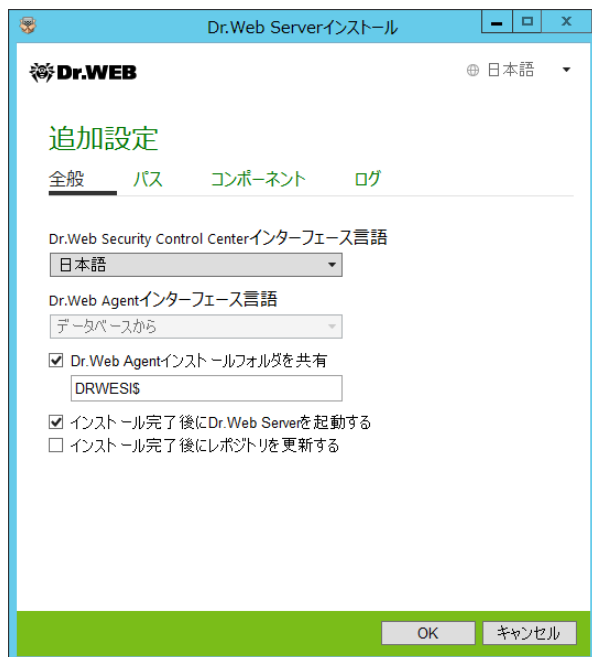 Dr.Web Serverインストール
Dr.WEB
日本語
追加設定
全般 パス コンポーネント ログ
Dr.Web Security Control Centerインターフェース言語
日本語
Dr.Web Agentインターフェース言語
データベースから
Dr.Web Agentインストールフォルダを共有
DRWESI$
インストール完了後にDr.Web Serverを起動する
インストール完了後にレポジトリを更新する
OK キャンセル